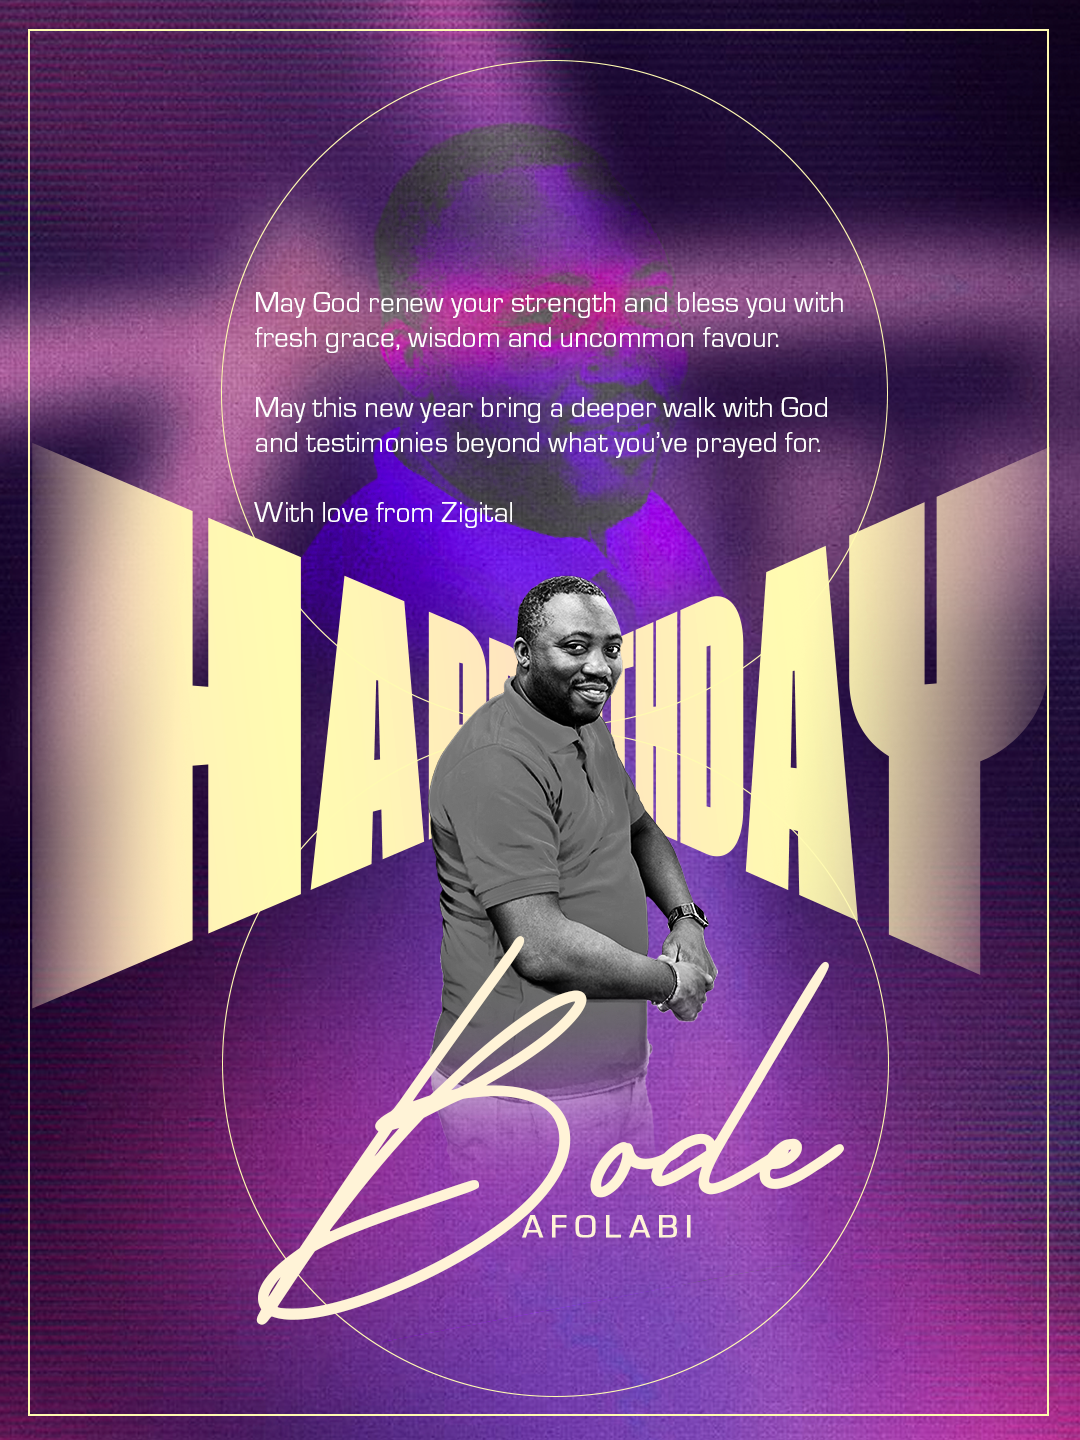 May God renew your strength and bless you with
fresh grace, wisdom and uncommon favour.
May this new year bring a deeper walk with God
and testimonies beyond what you've prayed for.
With love from Zigital
HAPP THDAY
Bode
AFOLABI